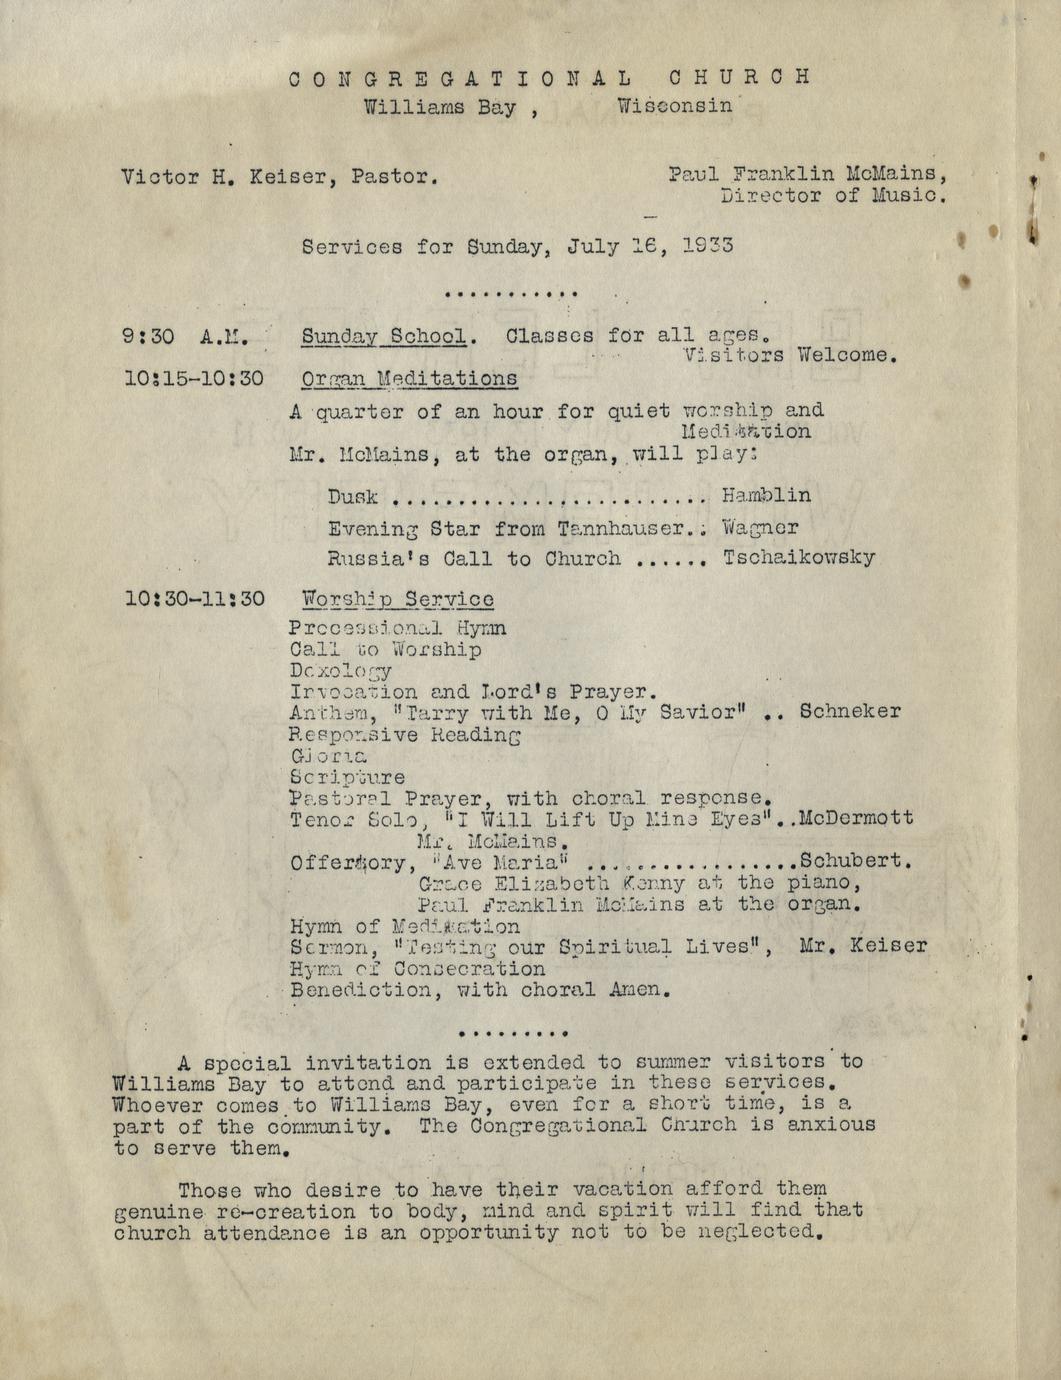 CONGREGATIONAL CHURCH
Williams Bay , Wisconsin
Victor H. Keiser, Pastor. Paul Franklin McMains,
Director of Music.
Services for Sunday, July 16, 1933
...........
9:30 A.M. Sunday School. Classes for all ages.
Visitors Welcome.
10:15-10:30 Organ Meditations
A quarter of an hour for quiet worship and
Meditation
Mr. McMains, at the organ, will play:
Dusk ......................... Hamblin
Evening Star from Tannhauser.. Wagner
Russia's Call to Church ...... Tschaikowsky
10:30-11:30 Worship Service
Processional Hymn
Call to Worship
Doxology
Invocation and Lord's Prayer.
Anthem, "Tarry with Me, O My Savior" .. Schneker
Responsive Reading
Gloria
Scripture
Pastoral Prayer, with choral response.
Tenor Solo, "I Will Lift Up Mine Eyes"..McDermott
Mr. McMains.
Offertory, "Ave Maria" .................Schubert.
Grace Elizabeth Kenny at the piano,
Paul Franklin McMains at the organ.
Hymn of Meditation
Sermon, "Testing our Spiritual Lives", Mr. Keiser
Hymn of Consecration
Benediction, with choral Amen.
.........
A special invitation is extended to summer visitors to
Williams Bay to attend and participate in these services.
Whoever comes to Williams Bay, even for a short time, is a
part of the community. The Congregational Church is anxious
to serve them.
Those who desire to have their vacation afford them
genuine re-creation to body, mind and spirit will find that
church attendance is an opportunity not to be neglected.